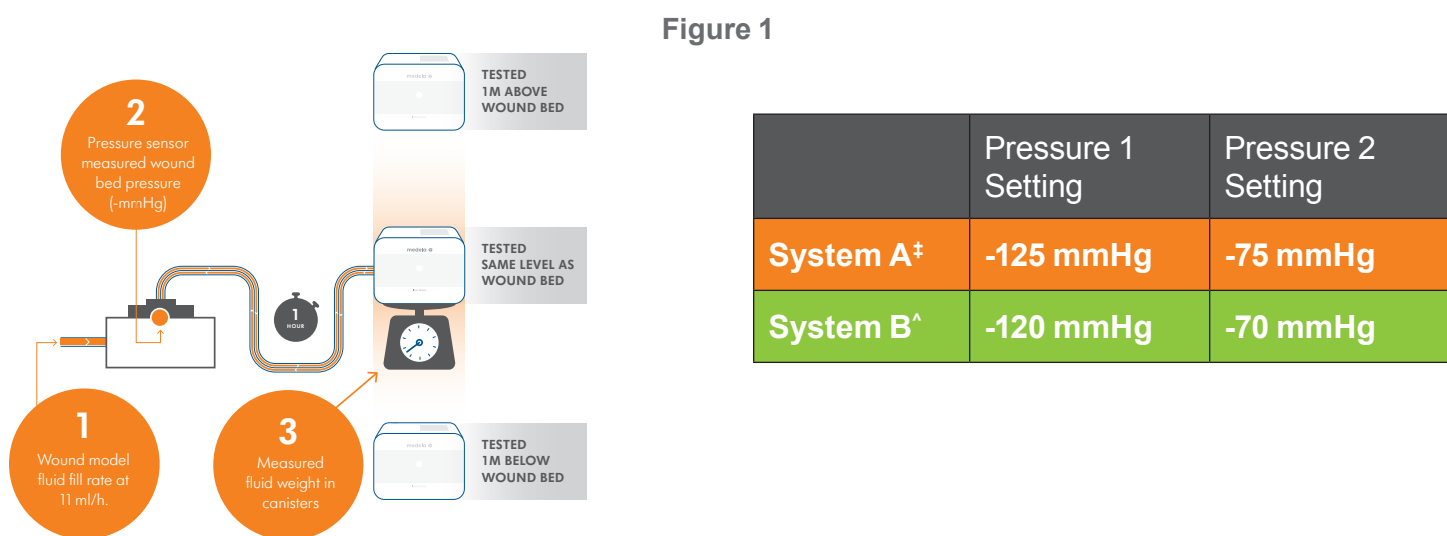 Figure 1
2
Pressure sensor
measured wound
bed pressure
(-mmHg)
1
Wound model
fluid fill rate at
11 ml/h.
1
HOUR
3
Measured
fluid weight in
canisters
medela
TESTED
1M ABOVE
WOUND BED
medela
TESTED
SAME LEVEL AS
WOUND BED
medela
TESTED
1M BELOW
WOUND BED
Pressure 1
Setting
Pressure 2
Setting
System A‡
-125 mmHg
-75 mmHg
System B^
-120 mmHg
-70 mmHg